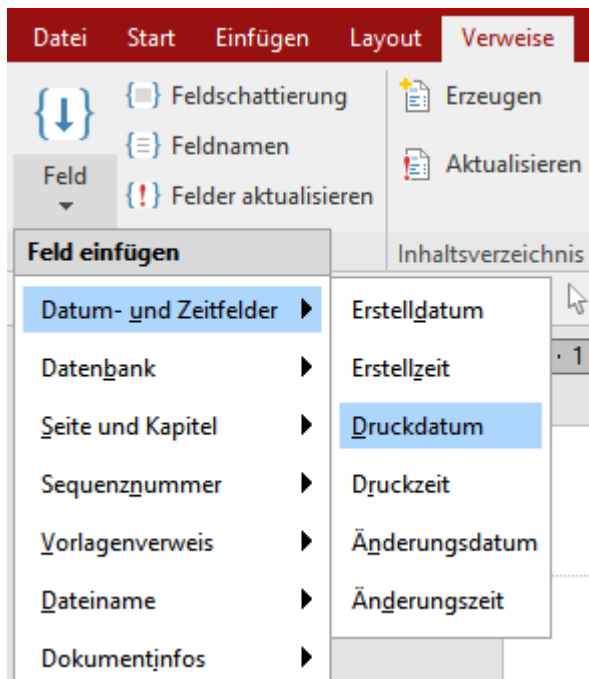 Datei Start Einfügen Layout Verweise
Feldschattierung Erzeugen
Feldnamen
Feld Aktualisieren
Felder aktualisieren
Feld einfügen Inhaltsverzeichnis
Datum- und Zeitfelder Erstelldatum
Datenbank Erstellzeit 1
Seite und Kapitel Druckdatum
Sequenznummer Druckzeit
Vorlagenverweis Änderungsdatum
Dateiname Änderungszeit
Dokumentinfos